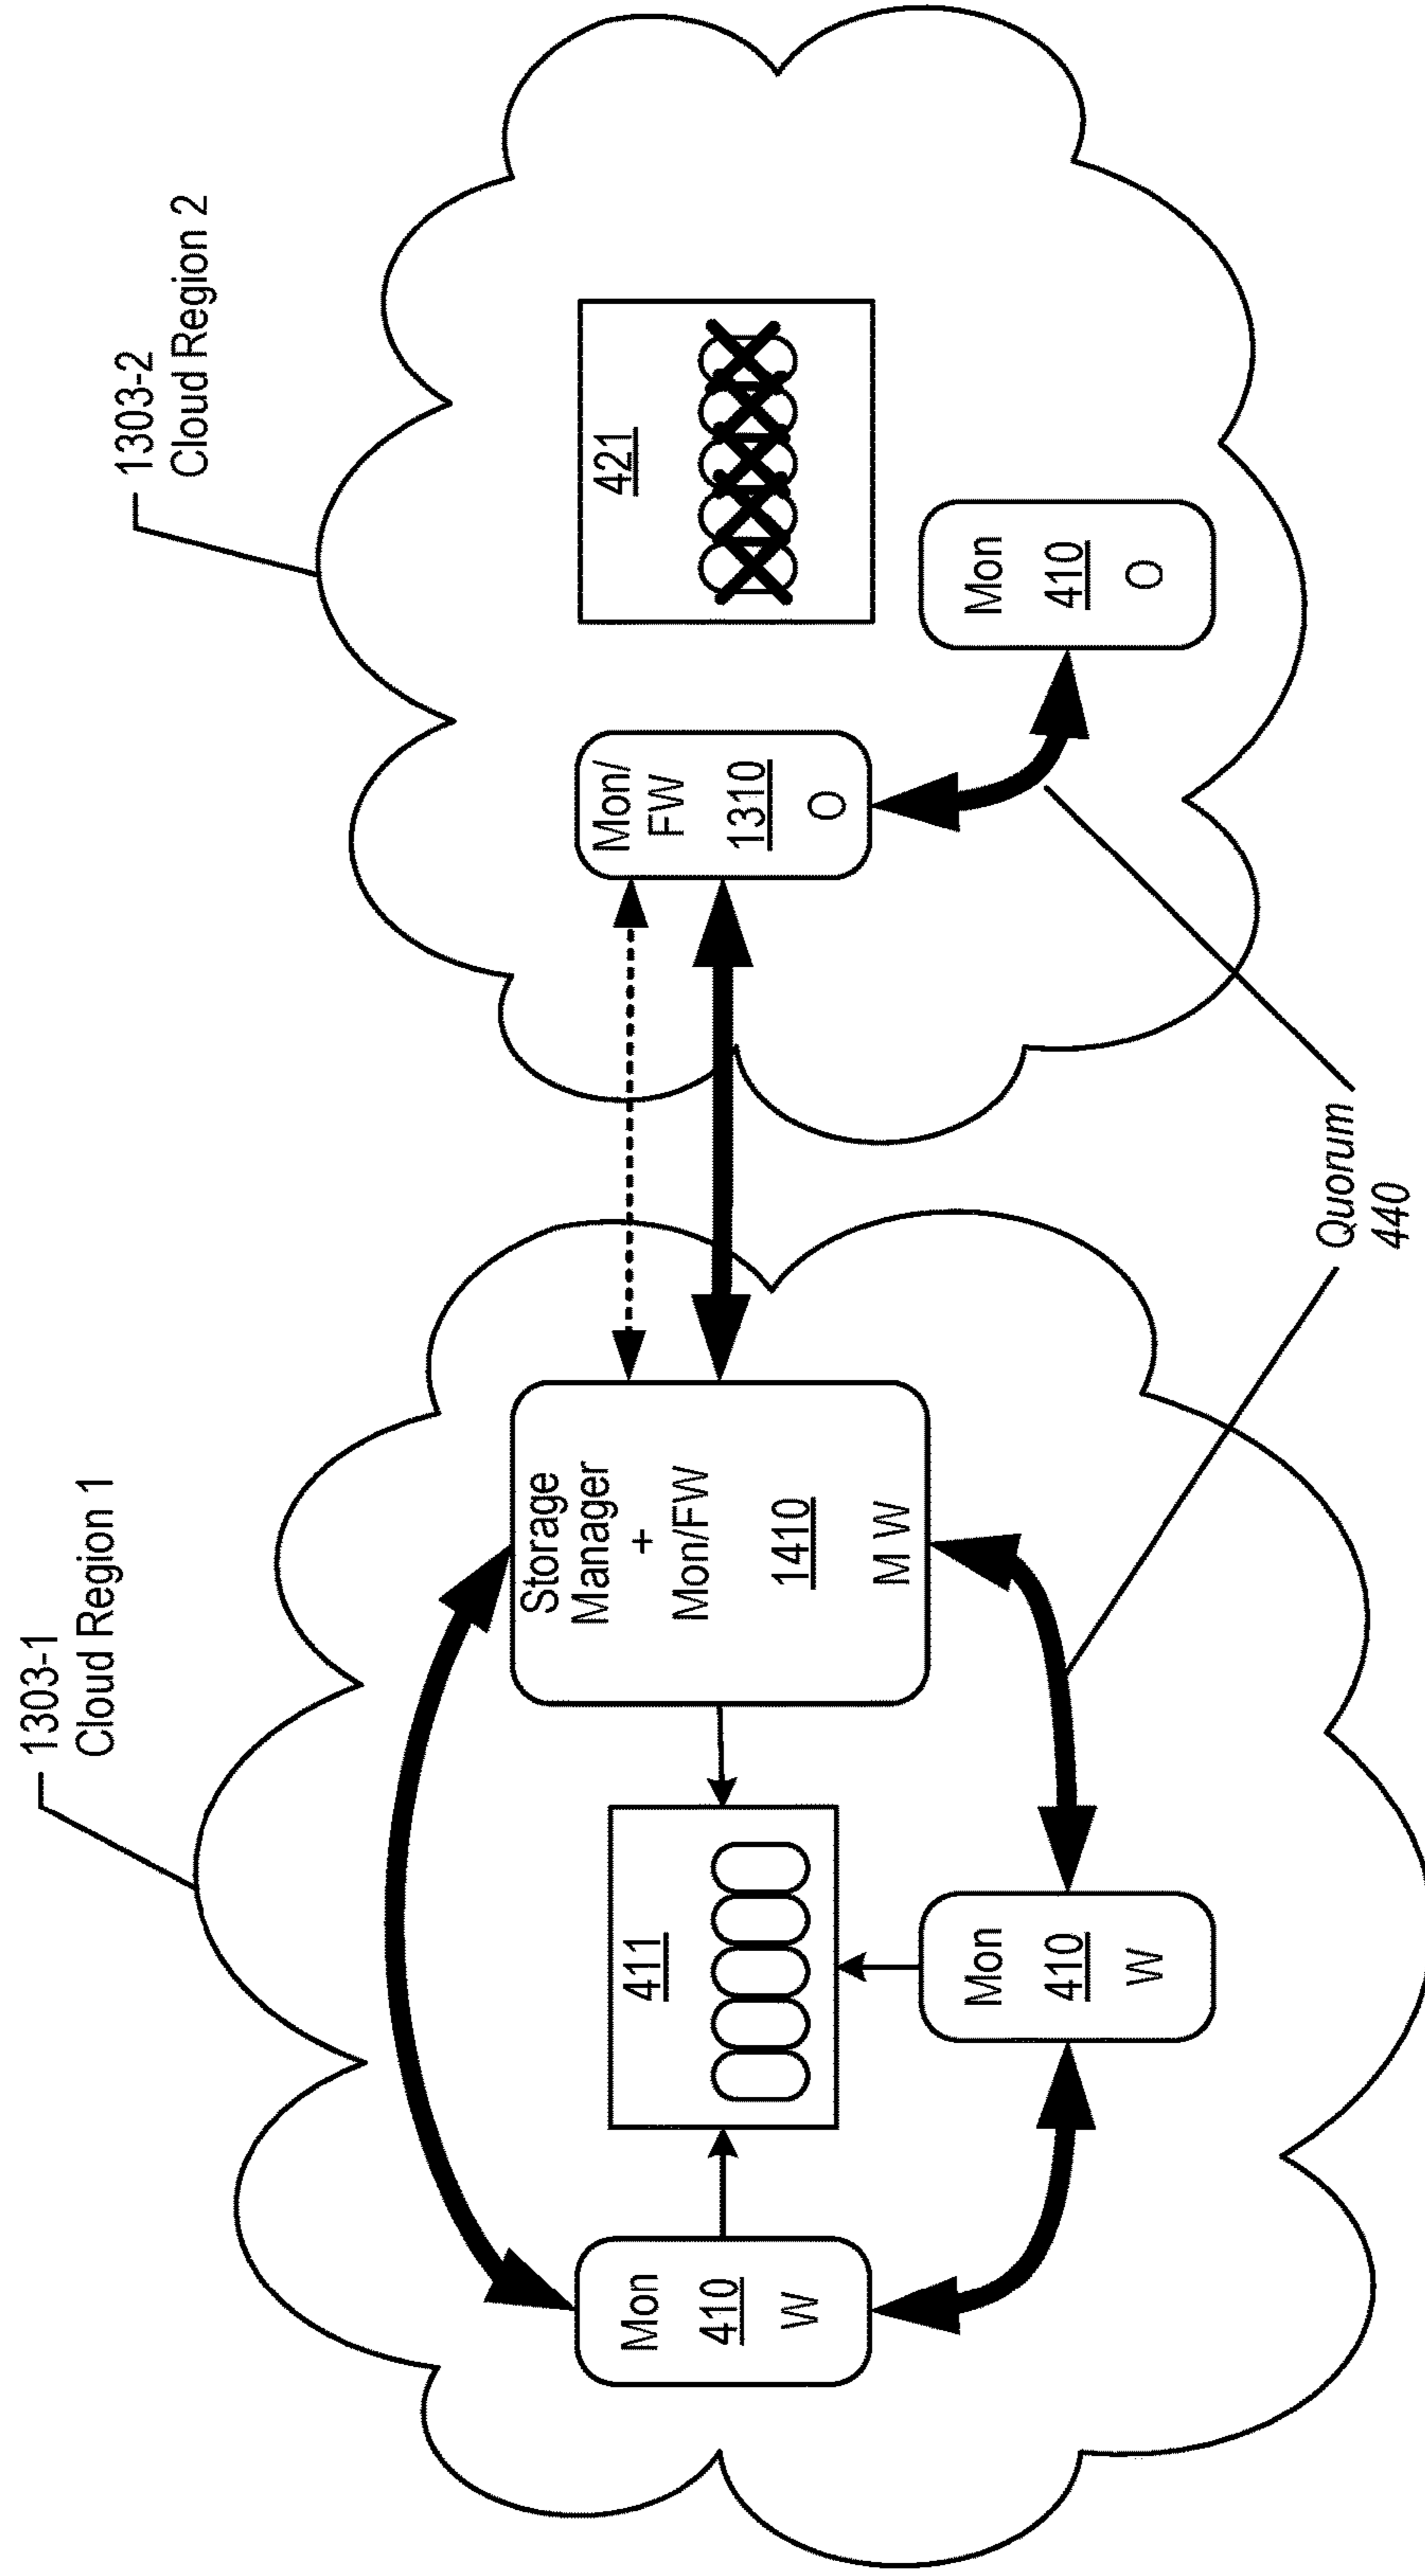 1303-1
Cloud Region 1
1303-2
Cloud Region 2
Mon
410
W
411
Mon
410
W
Storage
Manager
+
Mon/FW
1410
M W
Mon/
FW
1310
O
421
Mon
410
O
Quorum
440